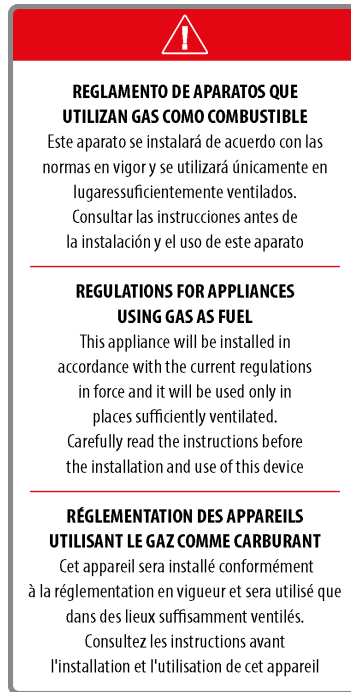 REGLAMENTO DE APARATOS QUE
UTILIZAN GAS COMO COMBUSTIBLE
Este aparato se instalará de acuerdo con las
normas en vigor y se utilizará únicamente en
lugaressuficientemente ventilados.
Consultar las instrucciones antes de
la instalación y el uso de este aparato
REGULATIONS FOR APPLIANCES
USING GAS AS FUEL
This appliance will be installed in
accordance with the current regulations
in force and it will be used only in
places sufficiently ventilated.
Carefully read the instructions before
the installation and use of this device
RÉGLEMENTATION DES APPAREILS
UTILISANT LE GAZ COMME CARBURANT
Cet appareil sera installé conformément
à la réglementation en vigueur et sera utilisé que
dans des lieux suffisamment ventilés.
Consultez les instructions avant
l'installation et l'utilisation de cet appareil